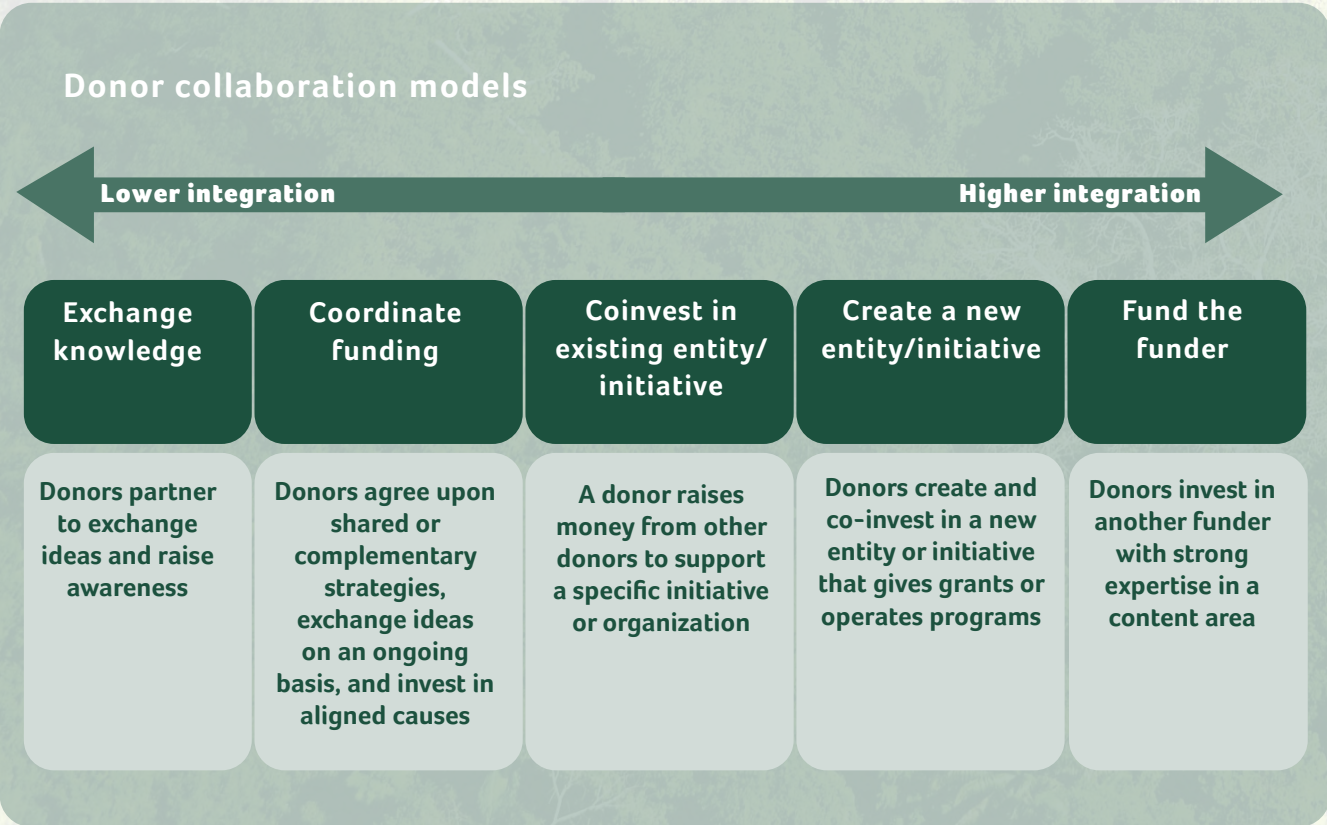 Donor collaboration models
Lower integration
Higher integration
Exchange
knowledge
Coordinate
funding
Coinvest in
existing entity/
initiative
Create a new
entity/initiative
Fund the
funder
Donors partner
to exchange
ideas and raise
awareness
Donors agree upon
shared or
complementary
strategies,
exchange ideas
on an ongoing
basis, and invest in
aligned causes
A donor raises
money from other
donors to support
a specific initiative
or organization
Donors create and
co-invest in a new
entity or initiative
that gives grants or
operates programs
Donors invest in
another funder
with strong
expertise in a
content area